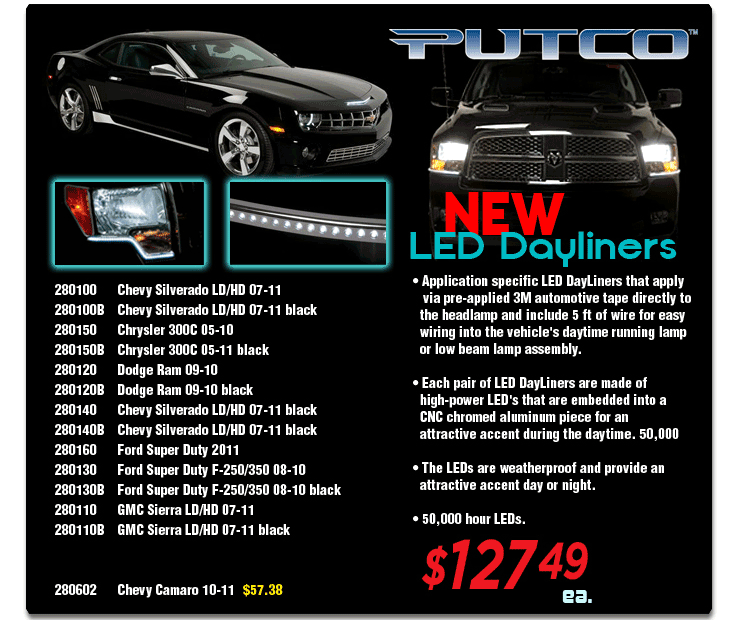 PUTCO™
NEW
LED Dayliners
280100 Chevy Silverado LD/HD 07-11
280100B Chevy Silverado LD/HD 07-11 black
280150 Chrysler 300C 05-10
280150B Chrysler 300C 05-11 black
280120 Dodge Ram 09-10
280120B Dodge Ram 09-10 black
280140 Chevy Silverado LD/HD 07-11 black
280140B Chevy Silverado LD/HD 07-11 black
280160 Ford Super Duty 2011
280130 Ford Super Duty F-250/350 08-10
280130B Ford Super Duty F-250/350 08-10 black
280110 GMC Sierra LD/HD 07-11
280110B GMC Sierra LD/HD 07-11 black
280602 Chevy Camaro 10-11 $57.38
• Application specific LED DayLiners that apply
via pre-applied 3M automotive tape directly to
the headlamp and include 5 ft of wire for easy
wiring into the vehicle's daytime running lamp
or low beam lamp assembly.
• Each pair of LED DayLiners are made of
high-power LED's that are embedded into a
CNC chromed aluminum piece for an
attractive accent during the daytime. 50,000
• The LEDs are weatherproof and provide an
attractive accent day or night.
• 50,000 hour LEDs.
$127 49
ea.